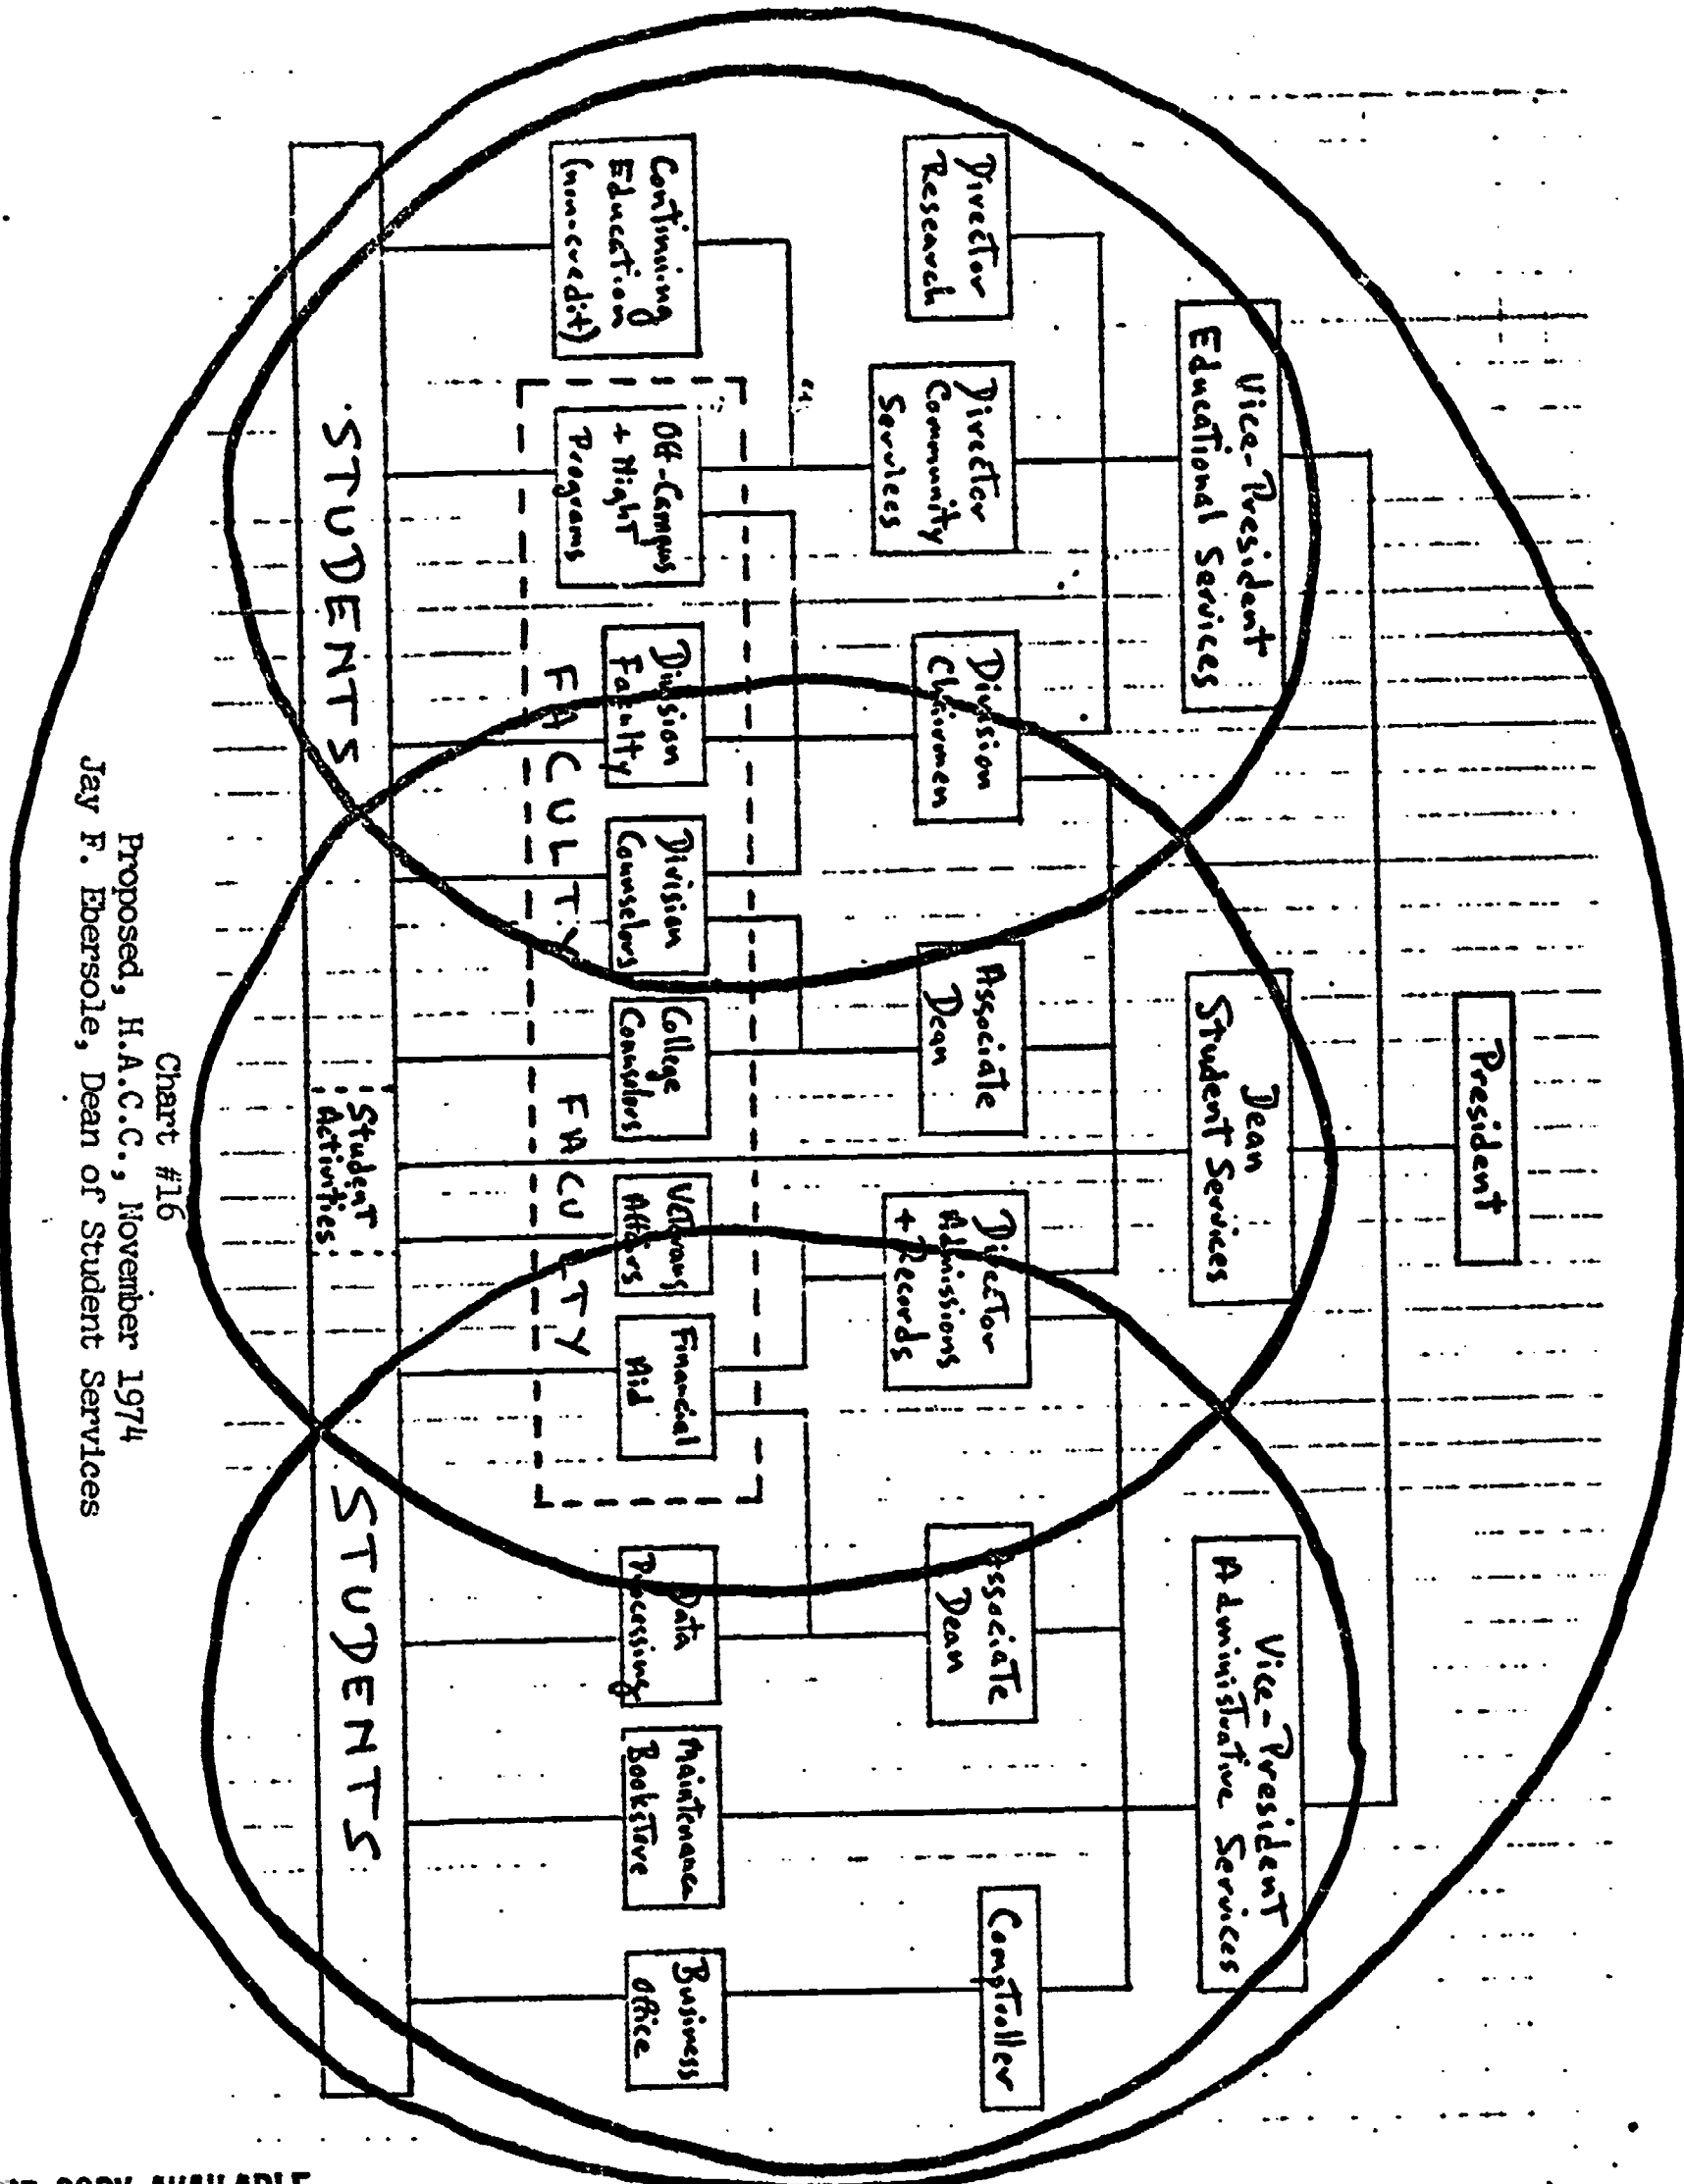 President
Vice-President
Educational Services
Dean
Student Services
Vice-President
Administrative Services
Director
Research
Director
Community
Services
Division
Chairmen
Associate
Dean
Director
Admissions
+ Records
Associate
Dean
Comptroller
Continuing
Education
(non-credit)
Off-Campus
+ Night
Programs
Division
Faculty
Division
Counselors
College
Counselors
Veterans
Affairs
Financial
Aid
Data
Processing
Maintenance
Bookstore
Business
Office
FACULTY FACULTY
STUDENTS
Student
Activities
STUDENTS
Chart #16
Proposed, H.A.C.C., November 1974
Jay F. Ebersole, Dean of Student Services
COPY AVAILABLE